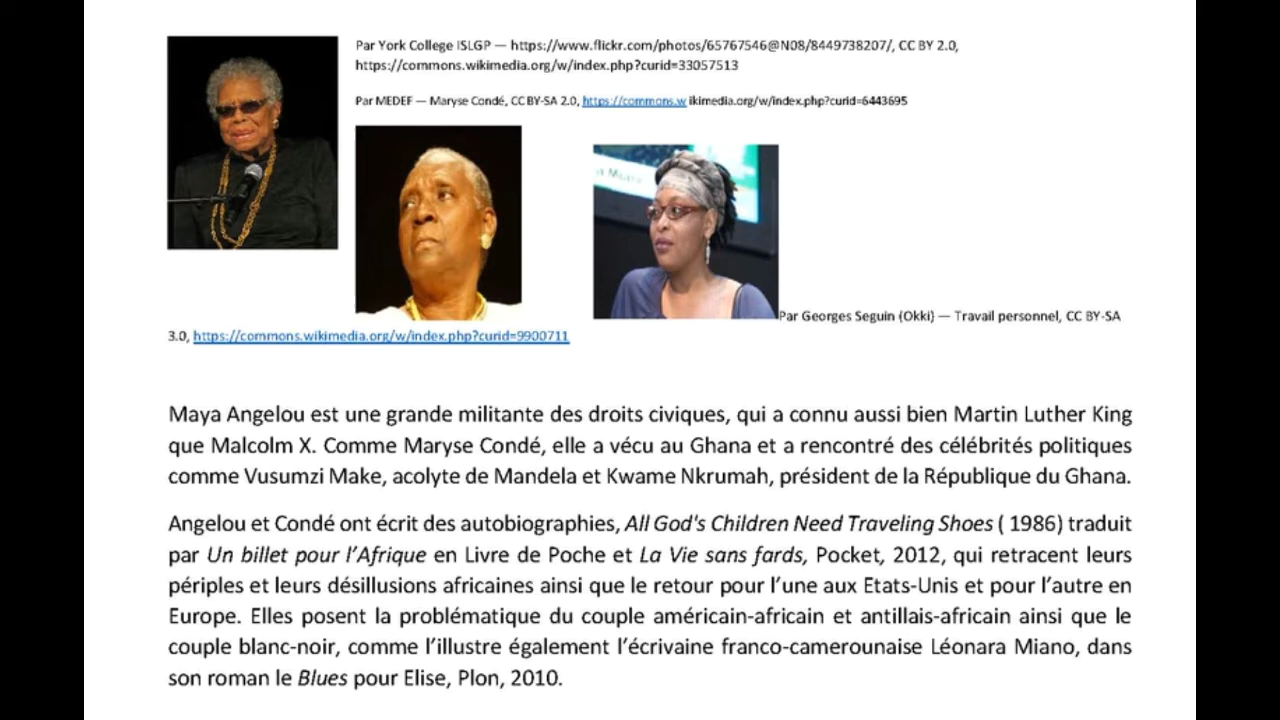 Par York College ISLGP — https://www.flickr.com/photos/65767546@N08/8449738207/, CC BY 2.0,
https://commons.wikimedia.org/w/index.php?curid=33057513
Par MEDEF — Maryse Condé, CC BY-SA 2.0, https://commons.w ikimedia.org/w/index.php?curid=6443695
Par Georges Seguin (Okki) — Travail personnel, CC BY-SA
3.0, https://commons.wikimedia.org/w/index.php?curid=9900711
Maya Angelou est une grande militante des droits civiques, qui a connu aussi bien Martin Luther King
que Malcolm X. Comme Maryse Condé, elle a vécu au Ghana et a rencontré des célébrités politiques
comme Vusumzi Make, acolyte de Mandela et Kwame Nkrumah, président de la République du Ghana.
Angelou et Condé ont écrit des autobiographies, All God's Children Need Traveling Shoes ( 1986) traduit
par Un billet pour l’Afrique en Livre de Poche et La Vie sans fards, Pocket, 2012, qui retracent leurs
périples et leurs désillusions africaines ainsi que le retour pour l’une aux Etats-Unis et pour l’autre en
Europe. Elles posent la problématique du couple américain-africain et antillais-africain ainsi que le
couple blanc-noir, comme l’illustre également l’écrivaine franco-camerounaise Léonara Miano, dans
son roman le Blues pour Elise, Plon, 2010.